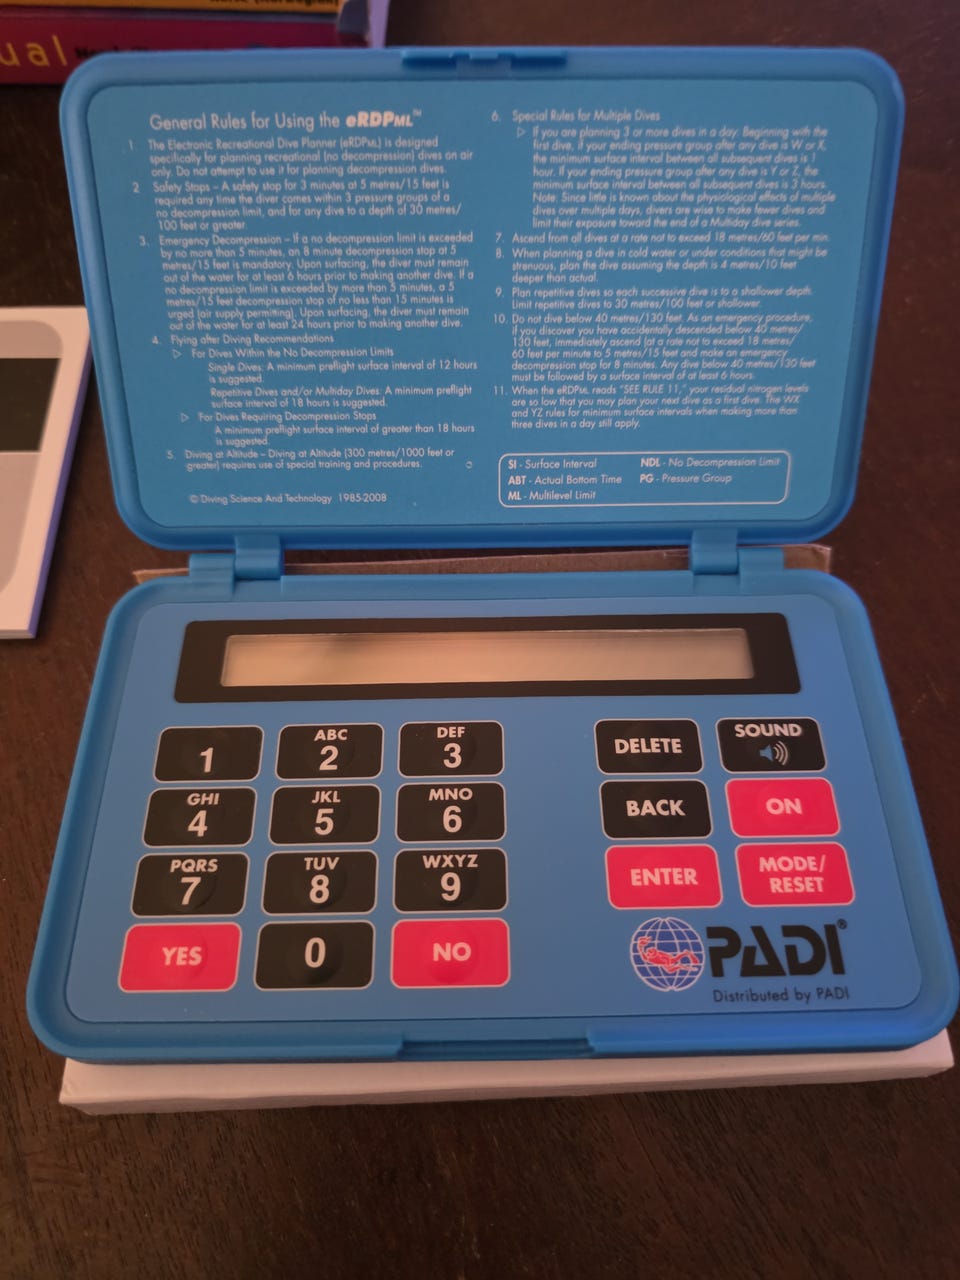 ual
General Rules for Using the eRDPML™
1. The Electronic Recreational Dive Planner (eRDPML) is designed
specifically for planning recreational (no decompression) dives on air
only. Do not attempt to use it for planning decompression dives.
2 Safety Stops – A safety stop for 3 minutes at 5 metres/15 feet is
required any time the diver comes within 3 pressure groups of a
no decompression limit, and for any dive to a depth of 30 metres/
100 feet or greater.
3. Emergency Decompression – If a no decompression limit is exceeded
by no more than 5 minutes, an 8 minute decompression stop at 5
metres/15 feet is mandatory. Upon surfacing, the diver must remain
out of the water for at least 6 hours prior to making another dive. If a
no decompression limit is exceeded by more than 5 minutes, a 5
metres/15 feet decompression stop of no less than 15 minutes is
urged (air supply permitting). Upon surfacing, the diver must remain
out of the water for at least 24 hours prior to making another dive.
4. Flying after Diving Recommendations
▷ For Dives Within the No Decompression Limits
Single Dives: A minimum preflight surface interval of 12 hours
is suggested.
Repetitive Dives and/or Multiday Dives: A minimum preflight
surface interval of 18 hours is suggested.
▷ For Dives Requiring Decompression Stops
A minimum preflight surface interval of greater than 18 hours
is suggested.
5. Diving at Altitude – Diving at Altitude (300 metres/1000 feet or
greater) requires use of special training and procedures.
© Diving Science And Technology 1985-2008
6. Special Rules for Multiple Dives
▷ If you are planning 3 or more dives in a day: Beginning with the
first dive, if your ending pressure group after any dive is W or X,
the minimum surface interval between all subsequent dives is 1
hour. If your ending pressure group after any dive is Y or Z, the
minimum surface interval between all subsequent dives is 3 hours.
Note: Since little is known about the physiological effects of multiple
dives over multiple days, divers are wise to make fewer dives and
limit their exposure toward the end of a Multiday dive series.
7. Ascend from all dives at a rate not to exceed 18 metres/60 feet per min.
8. When planning a dive in cold water or under conditions that might be
strenuous, plan the dive assuming the depth is 4 metres/10 feet
deeper than actual.
9. Plan repetitive dives so each successive dive is to a shallower depth.
Limit repetitive dives to 30 metres/100 feet or shallower.
10. Do not dive below 40 metres/130 feet. As an emergency procedure,
if you discover you have accidentally descended below 40 metres/
130 feet, immediately ascend (at a rate not to exceed 18 metres/
60 feet per minute to 5 metres/15 feet and make an emergency
decompression stop for 8 minutes. Any dive below 40 metres/130 feet
must be followed by a surface interval of at least 6 hours.
11. When the eRDPML reads "SEE RULE 11," your residual nitrogen levels
are so low that you may plan your next dive as a first dive. The WX
and YZ rules for minimum surface intervals when making more than
three dives in a day still apply.
SI - Surface Interval NDL - No Decompression Limit
ABT - Actual Bottom Time PG - Pressure Group
ML - Multilevel Limit
1 ABC 2 DEF 3 DELETE SOUND
GHI 4 JKL 5 MNO 6 BACK ON
PQRS 7 TUV 8 WXYZ 9 ENTER MODE/
RESET
YES 0 NO
PADI®
Distributed by PADI